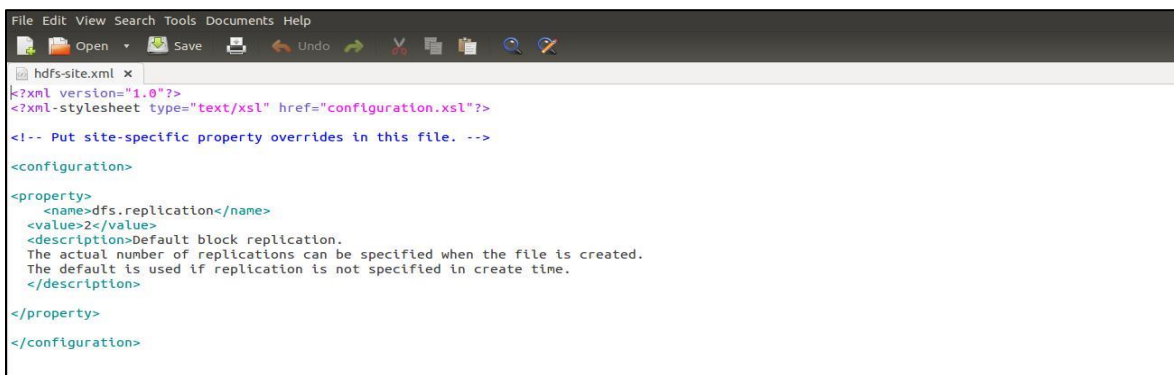 File Edit View Search Tools Documents Help
Open Save Undo
hdfs-site.xml ×
<?xml version="1.0"?>
<?xml-stylesheet type="text/xsl" href="configuration.xsl"?>
<!-- Put site-specific property overrides in this file. -->
<configuration>
<property>
<name>dfs.replication</name>
<value>2</value>
<description>Default block replication.
The actual number of replications can be specified when the file is created.
The default is used if replication is not specified in create time.
</description>
</property>
</configuration>